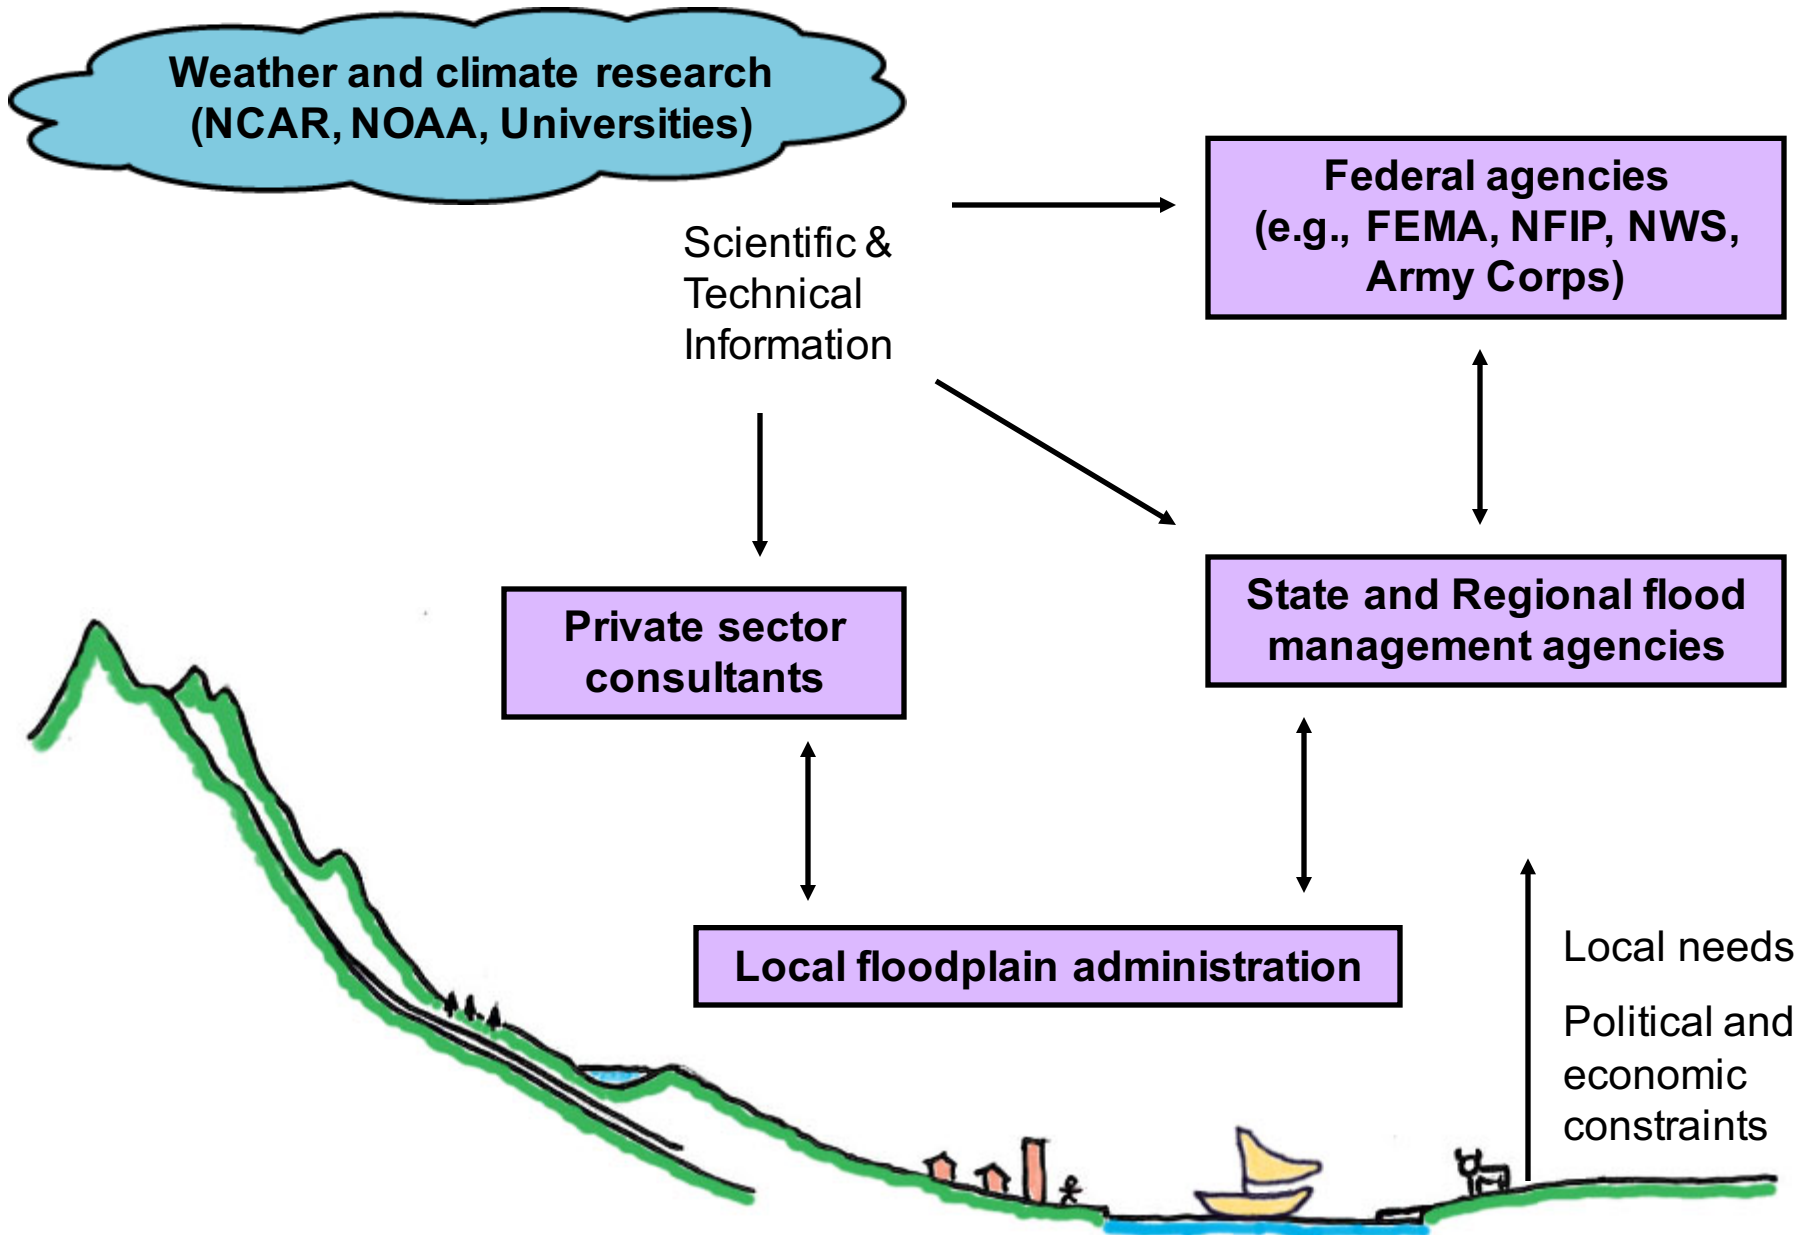 Weather and climate research
(NCAR, NOAA, Universities)
Federal agencies
(e.g., FEMA, NFIP, NWS,
Army Corps)
Scientific &
Technical
Information
Private sector
consultants
State and Regional flood
management agencies
Local floodplain administration
Local needs
Political and
economic
constraints